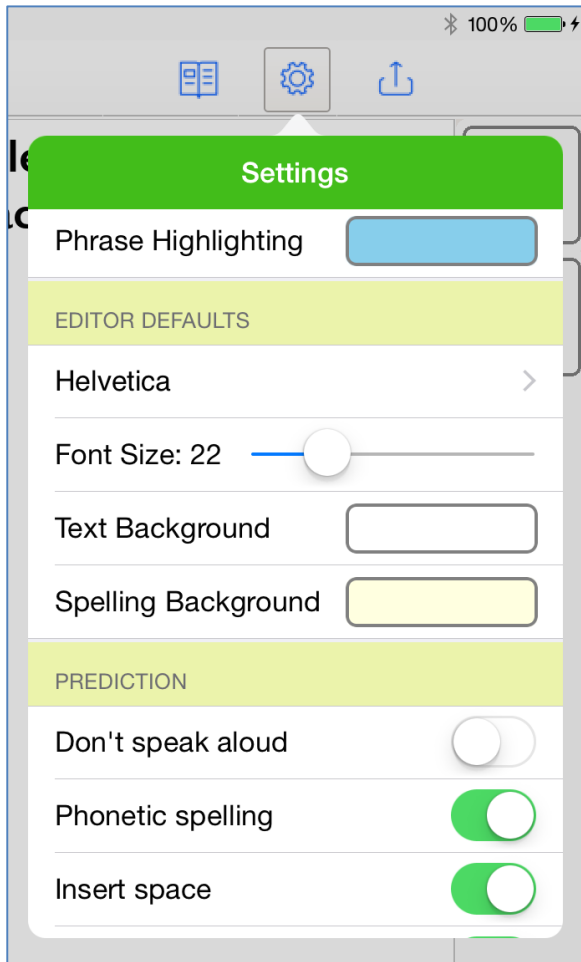 100%
Settings
Phrase Highlighting
EDITOR DEFAULTS
Helvetica
Font Size: 22
Text Background
Spelling Background
PREDICTION
Don't speak aloud
Phonetic spelling
Insert space